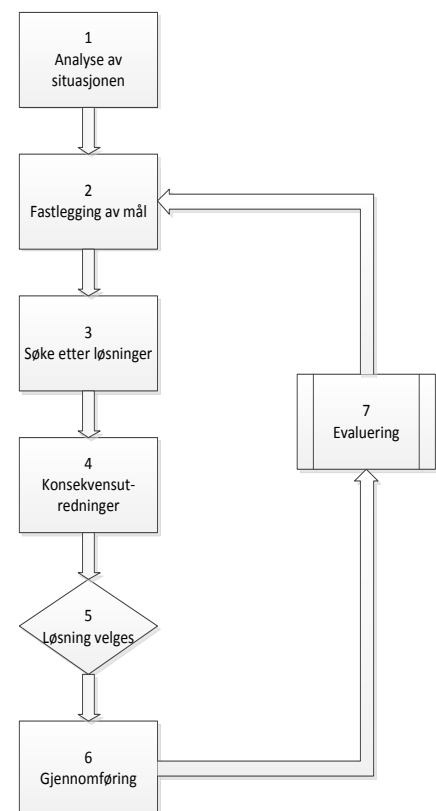 1
Analyse av
situasjonen
2
Fastlegging av mål
3
Søke etter løsninger
4
Konsekvensut-
redninger
5
Løsning velges
6
Gjennomføring
7
Evaluering